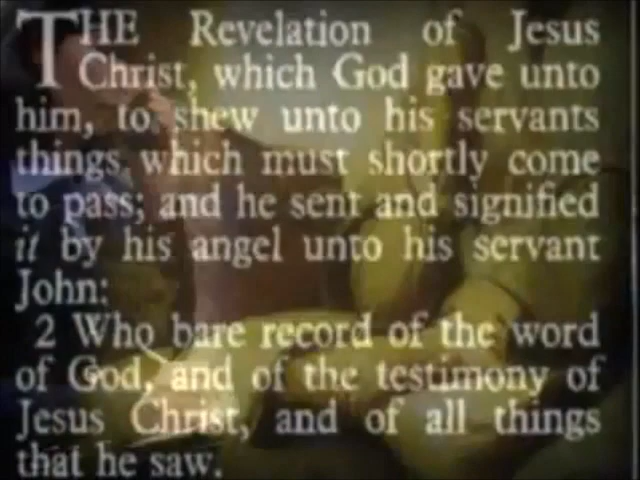 THE Revelation of Jesus
Christ, which God gave unto
him, to shew unto his servants
things which must shortly come
to pass; and he sent and signified
it by his angel unto his servant
John:
2 Who bare record of the word
of God, and of the testimony of
Jesus Christ, and of all things
that he saw.